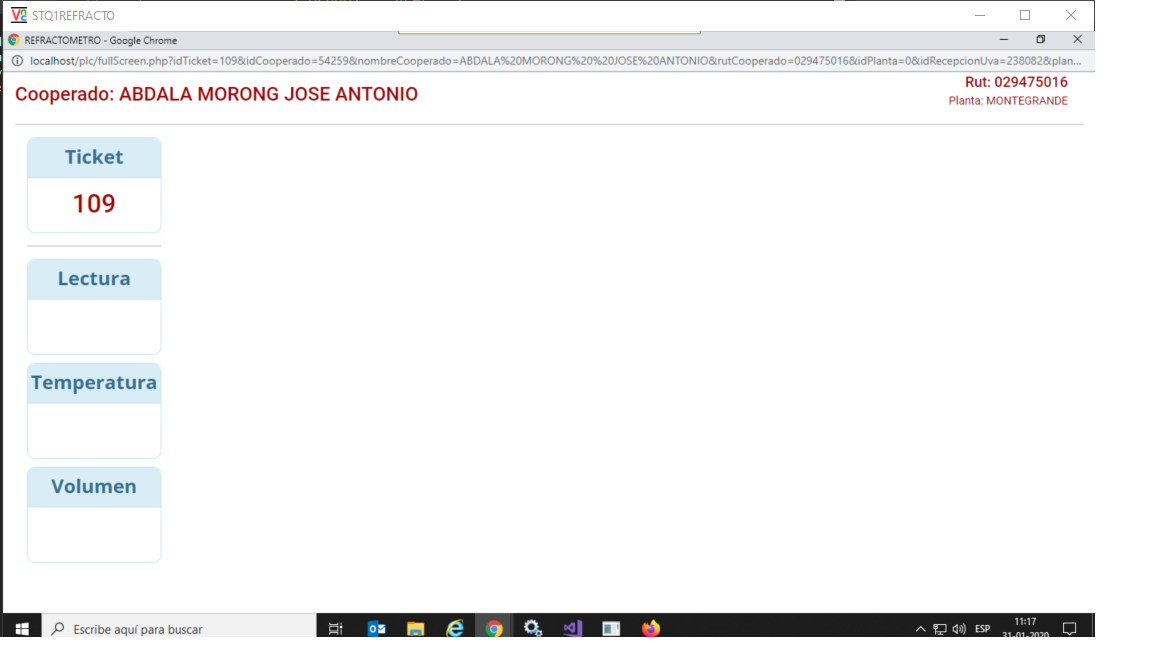 STQ1REFRACTO
REFRACTOMETRO - Google Chrome
localhost/plc/fullScreen.php?idTicket=109&idCooperado=54259&nombreCooperado=ABDALA%20MORONG%20%20JOSE%20ANTONIO&rutCooperado=029475016&idPlanta=0&idRecepcionUva=238082&plan...
Cooperado: ABDALA MORONG JOSE ANTONIO
Rut: 029475016
Planta: MONTEGRANDE
Ticket
109
Lectura
Temperatura
Volumen
Escribe aquí para buscar
ESP
11:17
31-01-2020